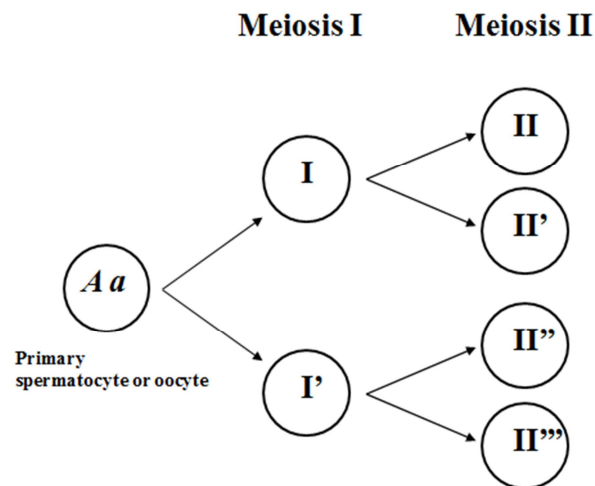 Meiosis I
Meiosis II
II
I
II’
A a
II”
Primary
spermatocyte or oocyte
I’
II”’